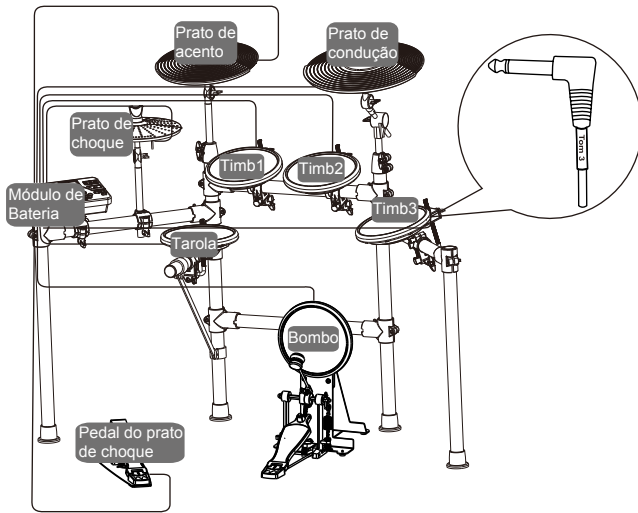 Prato de
acento
Prato de
condução
Prato de
choque
Timb1
Timb2
Tom 3
Módulo de
Bateria
Timb3
Tarola
Bombo
Pedal do prato
de choque